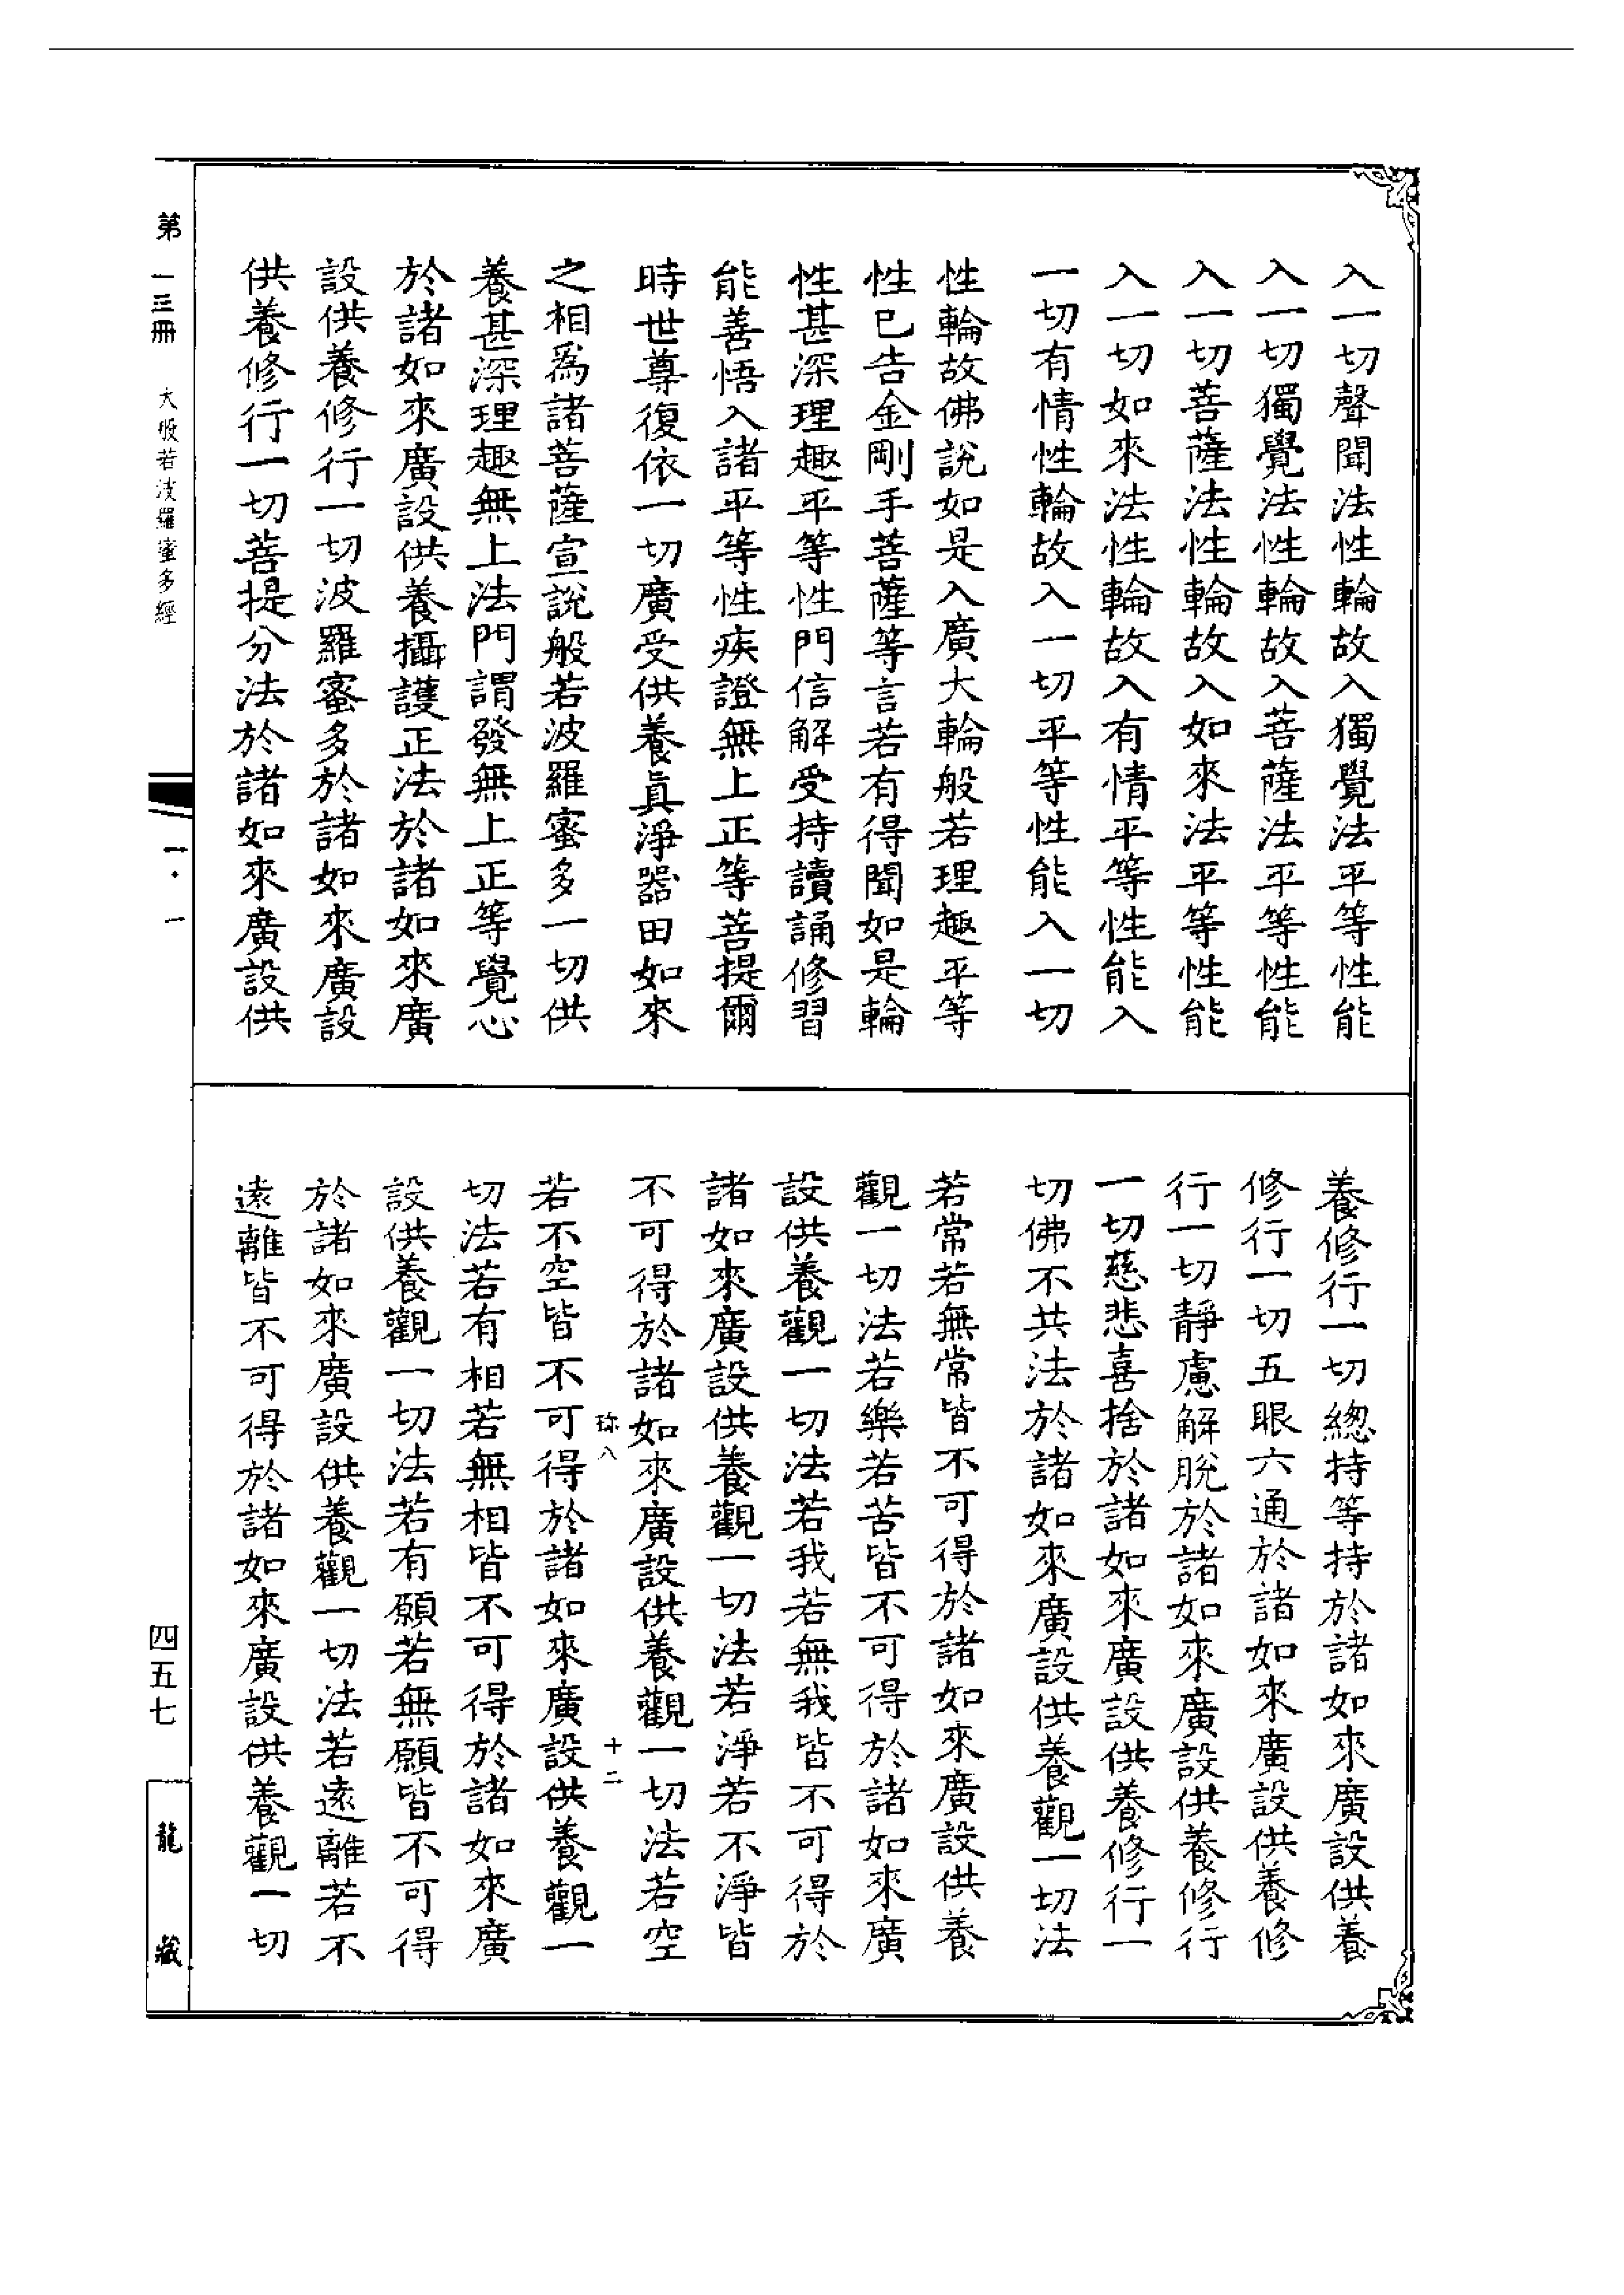 入一切聲聞法性輪故入獨覺法平等性能
入一切獨覺法性輪故入菩薩法平等性能
入一切菩薩法性輪故入如來法平等性能
入一切如來法性輪故入有情平等性能入
一切有情性輪故入一切平等性能入一切
性輪故佛說如是入廣大輪般若理趣平等
性已告金剛手菩薩等言若有得聞如是輪
性甚深理趣平等性門信解受持讀誦修習
能善悟入諸平等性疾證無上正等菩提爾
時世尊復依一切廣受供養真淨器田如來
之相為諸菩薩宣說般若波羅蜜多一切供
養甚深理趣無上法門謂發無上正等覺心
於諸如來廣設供養攝護正法於諸如來廣
設供養修行一切波羅蜜多於諸如來廣設
供養修行一切菩提分法於諸如來廣設供
養修行一切總持等持於諸如來廣設供養
修行一切五眼六通於諸如來廣設供養修
行一切靜慮解脫於諸如來廣設供養修行
一切慈悲喜捨於諸如來廣設供養修行一
切佛不共法於諸如來廣設供養觀一切法
若常若無常皆不可得於諸如來廣設供養
觀一切法若樂若苦皆不可得於諸如來廣
設供養觀一切法若我若無我皆不可得於
諸如來廣設供養觀一切法若淨若不淨皆
不可得於諸如來廣設供養觀一切法若空
珎八 十二
若不空皆不可得於諸如來廣設供養觀一
切法若有相若無相皆不可得於諸如來廣
設供養觀一切法若有願若無願皆不可得
於諸如來廣設供養觀一切法若遠離若不
遠離皆不可得於諸如來廣設供養觀一切
第一三冊 大般若波羅蜜多經
一·一
四五七
龍藏